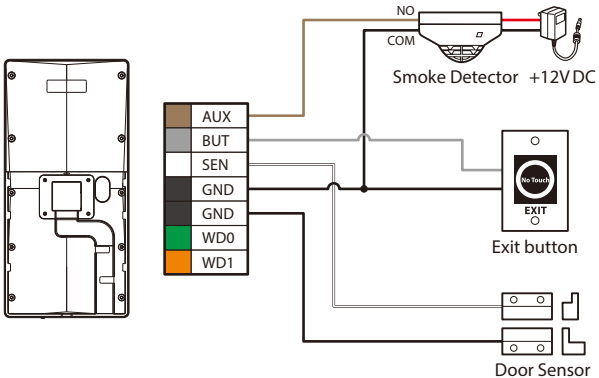 NO
COM
Smoke Detector
+12V DC
AUX
BUT
SEN
GND
GND
WD0
WD1
No Touch
EXIT
Exit button
Door Sensor